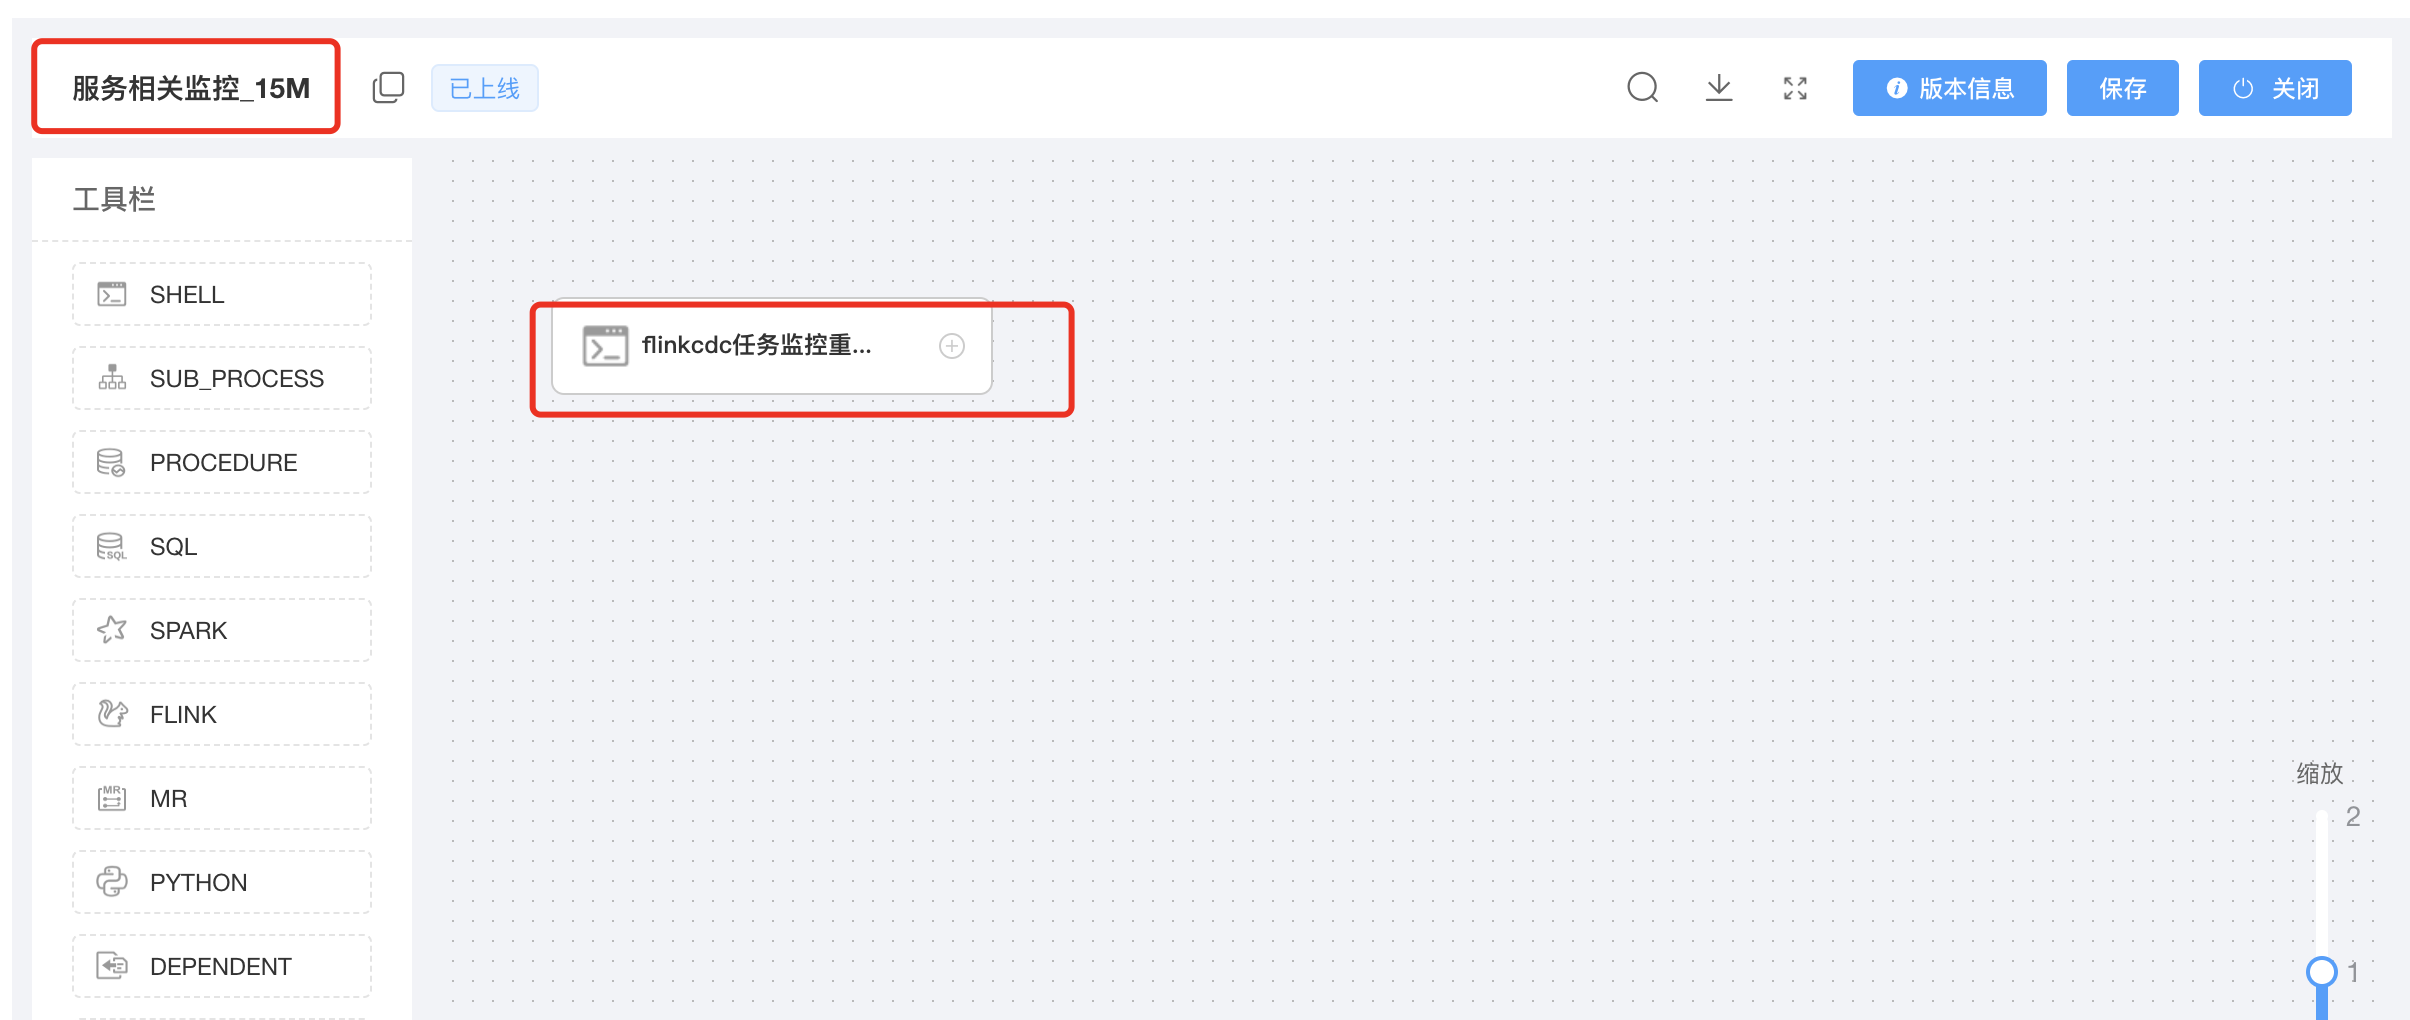 服务相关监控_15M
已上线
版本信息
保存
关闭
工具栏
SHELL
SUB_PROCESS
PROCEDURE
SQL
SPARK
FLINK
MR
PYTHON
DEPENDENT
flinkcdc任务监控重...
缩放
2
1